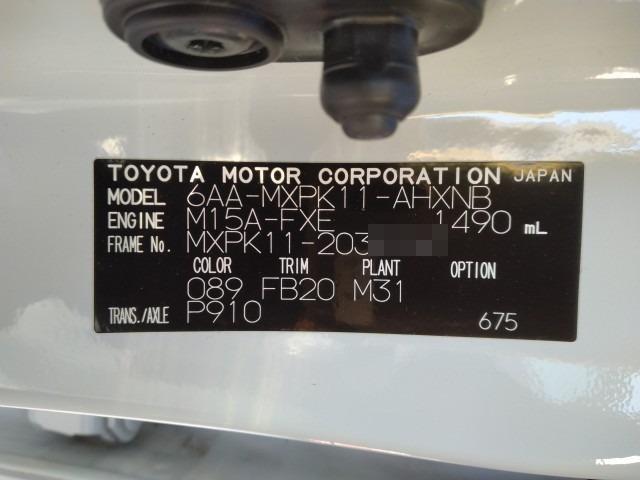 TOYOTA MOTOR CORPORATION JAPAN
MODEL 6AA-MXPK11-AHXNB
ENGINE M15A-FXE 1490 mL
FRAME No. MXPK11-203
COLOR TRIM PLANT OPTION
089 FB20 M31
TRANS./AXLE P910 675